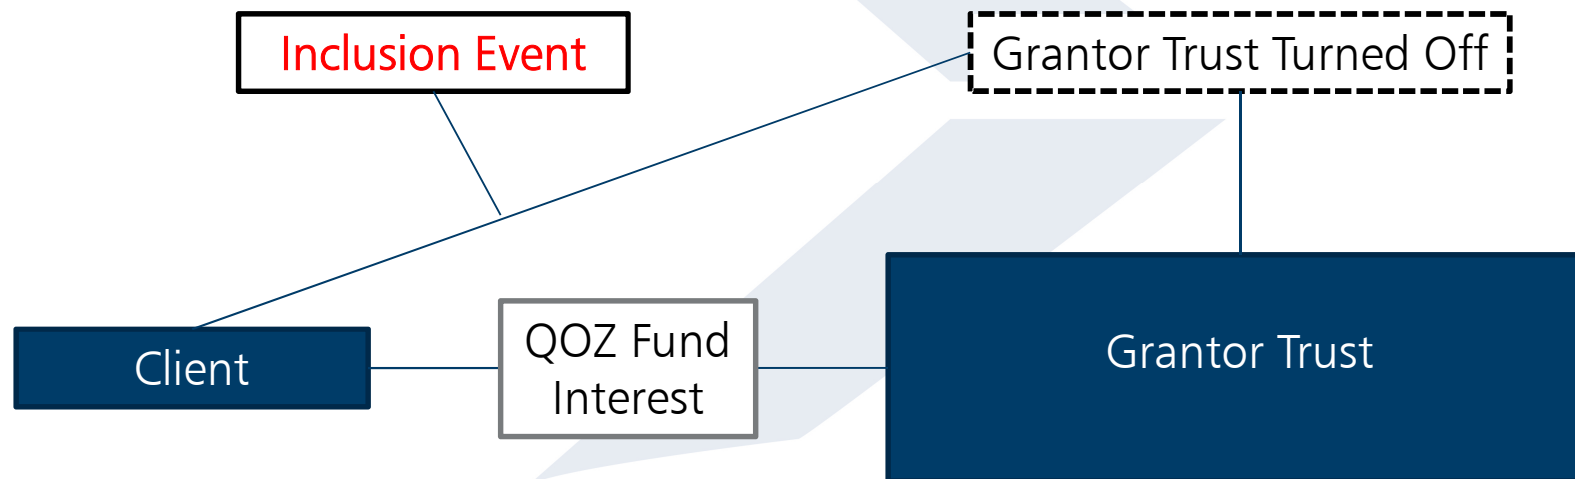 Inclusion Event
Grantor Trust Turned Off
Client
QOZ Fund
Interest
Grantor Trust